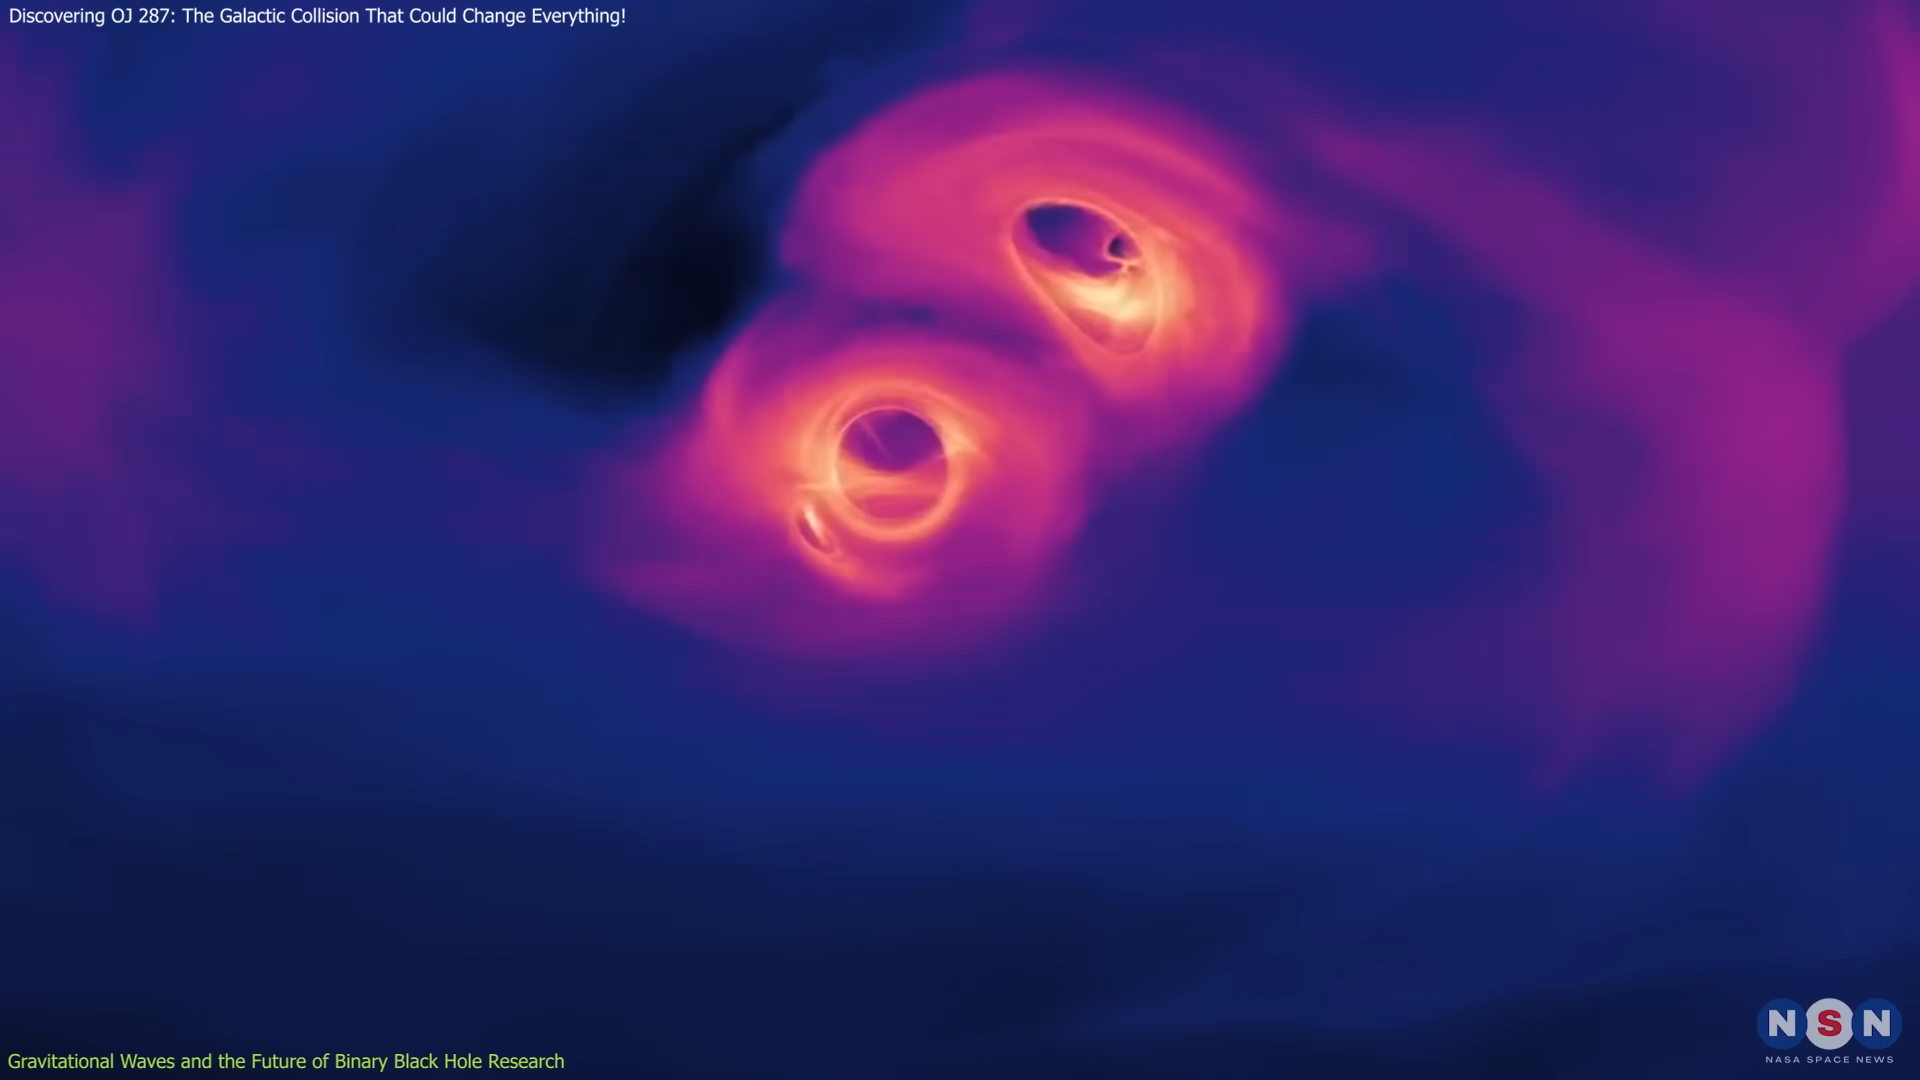 Discovering OJ 287: The Galactic Collision That Could Change Everything!
NSN
NASA SPACE NEWS
Gravitational Waves and the Future of Binary Black Hole Research